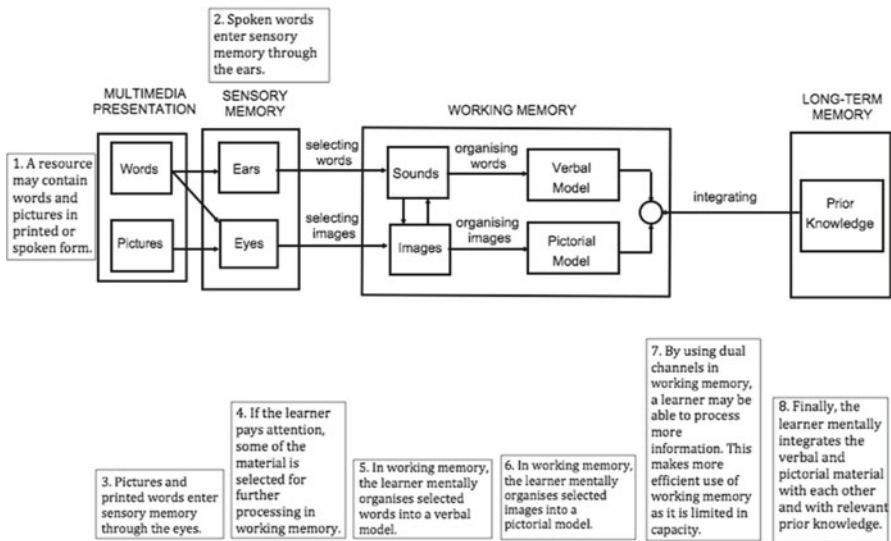 2. Spoken words
enter sensory
memory through
the ears.
MULTIMEDIA
PRESENTATION
SENSORY
MEMORY
WORKING MEMORY
LONG-TERM
MEMORY
1. A resource
may contain
words and
pictures in
printed or
spoken form.
Words
Pictures
Ears
Eyes
selecting
words
selecting
images
Sounds
Images
organising
words
organising
images
Verbal
Model
Pictorial
Model
integrating
Prior
Knowledge
3. Pictures and
printed words enter
sensory memory
through the eyes.
4. If the learner
pays attention,
some of the
material is
selected for
further
processing in
working memory.
5. In working memory,
the learner mentally
organises selected
words into a verbal
model.
6. In working memory,
the learner mentally
organises selected
images into a
pictorial model.
7. By using dual
channels in
working memory,
a learner may be
able to process
more
information. This
makes more
efficient use of
working memory
as it is limited in
capacity.
8. Finally, the
learner mentally
integrates the
verbal and
pictorial material
with each other
and with relevant
prior knowledge.